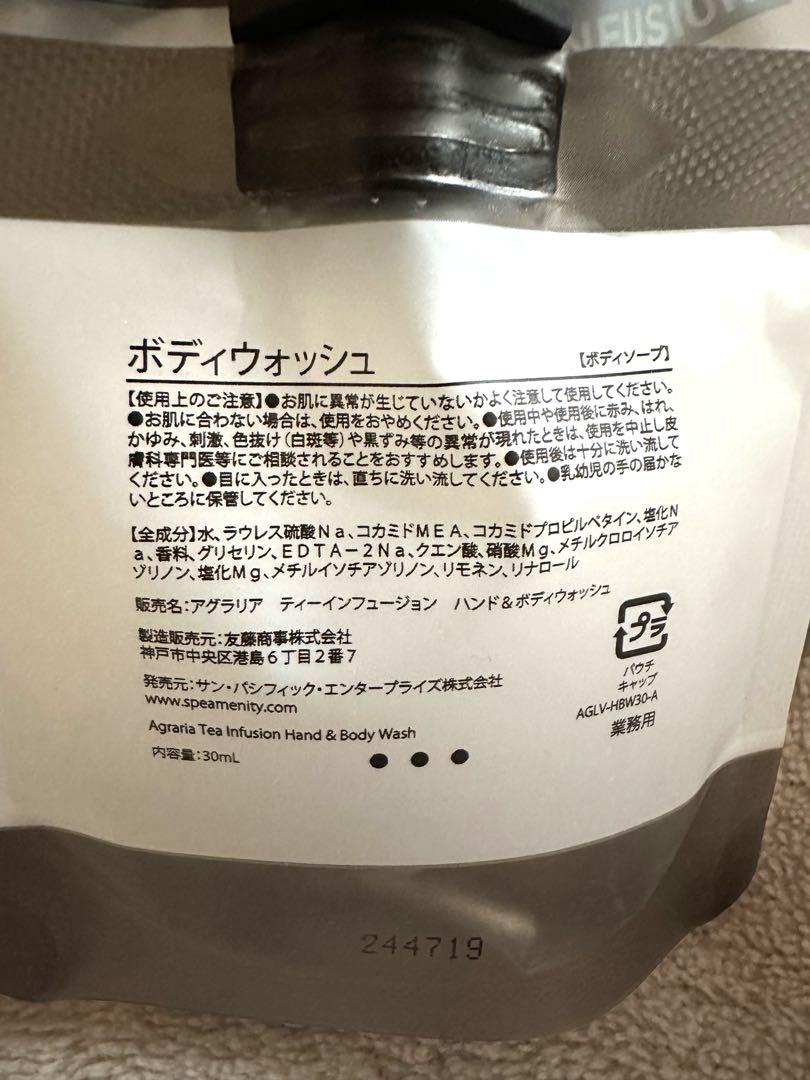 NFUSION
ボディウォッシュ
【ボディソープ】
【使用上のご注意】●お肌に異常が生じていないかよく注意して使用してください。
●お肌に合わない場合は、使用をおやめください。●使用中や使用後に赤み、はれ、
かゆみ、刺激、色抜け(白斑等)や黒ずみ等の異常が現れたときは、使用を中止し皮
膚科専門医等にご相談されることをおすすめします。●使用後は十分に洗い流して
ください。●目に入ったときは、直ちに洗い流してください。●乳幼児の手の届かな
いところに保管してください。
【全成分】水、ラウレス硫酸Na、コカミドMEA、コカミドプロピルベタイン、塩化N
a、香料、グリセリン、EDTA－2Na、クエン酸、硝酸Mg、メチルクロロイソチア
ゾリノン、塩化Mg、メチルイソチアゾリノン、リモネン、リナロール
販売名：アグラリア　ティーインフュージョン　ハンド＆ボディウォッシュ
製造販売元：友藤商事株式会社
神戸市中央区港島6丁目2番7
発売元：サン・パシフィック・エンタープライズ株式会社
www.speamenity.com
Agraria Tea Infusion Hand & Body Wash
内容量：30mL
プラ
パウチ
キャップ
AGLV-HBW30-A
業務用
244719